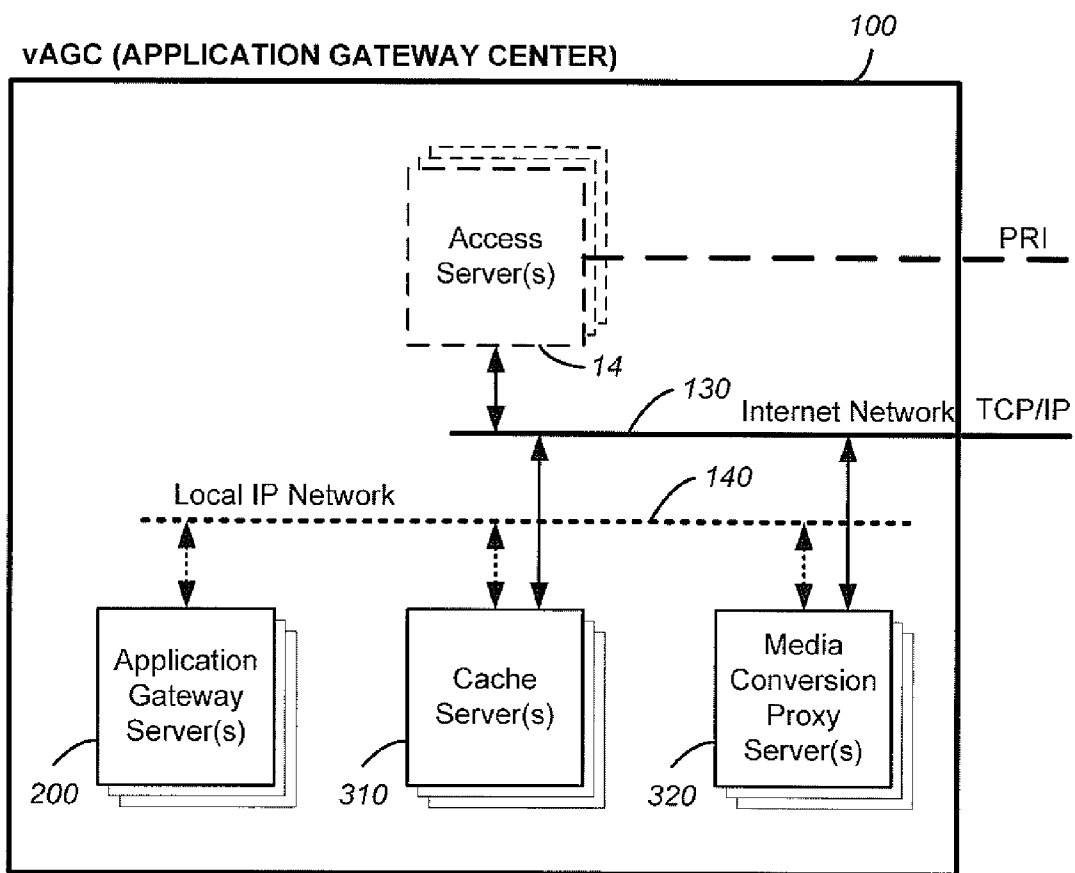 100
vAGC (APPLICATION GATEWAY CENTER)
Access
Server(s)
PRI
14
130
Internet Network
TCP/IP
Local IP Network
140
Application
Gateway
Server(s)
Cache
Server(s)
Media
Conversion
Proxy
Server(s)
200
310
320